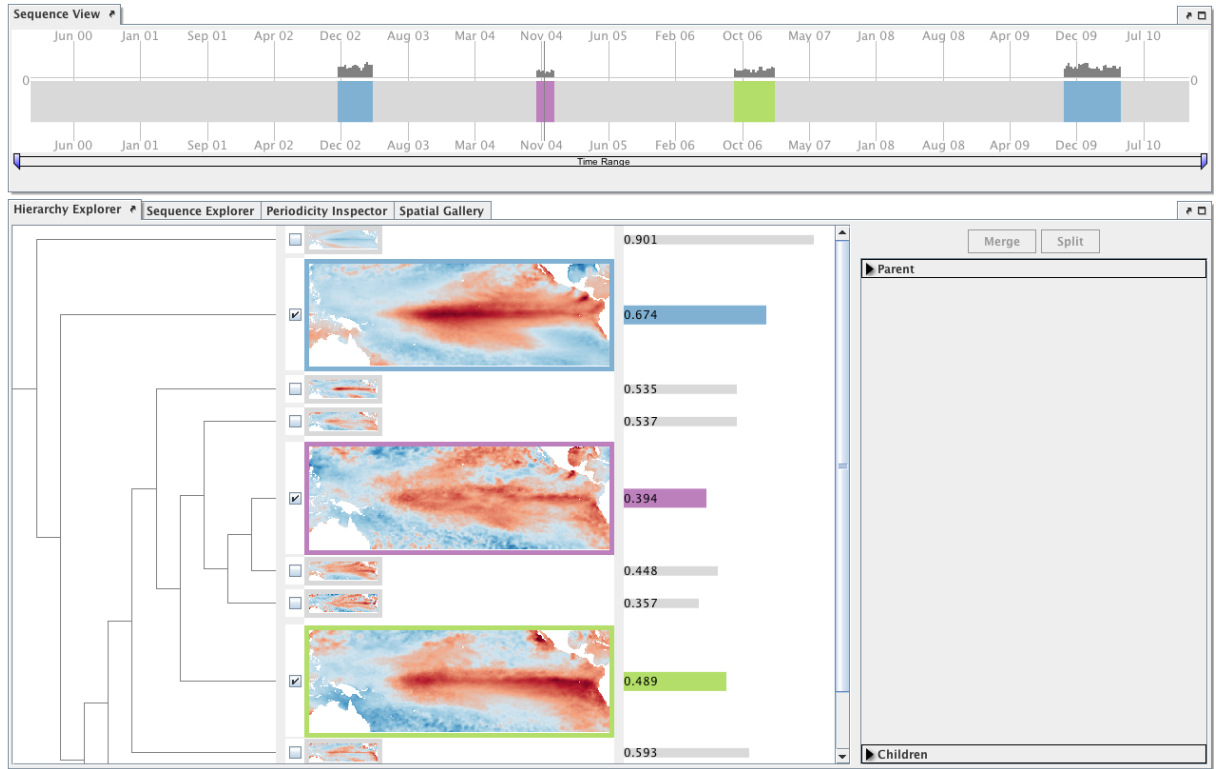 Sequence View
Jun 00 Jan 01 Sep 01 Apr 02 Dec 02 Aug 03 Mar 04 Nov 04 Jun 05 Feb 06 Oct 06 May 07 Jan 08 Aug 08 Apr 09 Dec 09 Jul 10
0 0
Jun 00 Jan 01 Sep 01 Apr 02 Dec 02 Aug 03 Mar 04 Nov 04 Jun 05 Feb 06 Oct 06 May 07 Jan 08 Aug 08 Apr 09 Dec 09 Jul 10
Time Range
Hierarchy Explorer Sequence Explorer Periodicity Inspector Spatial Gallery
0.901
Merge Split
Parent
0.674
0.535
0.537
0.394
0.448
0.357
0.489
0.593
Children